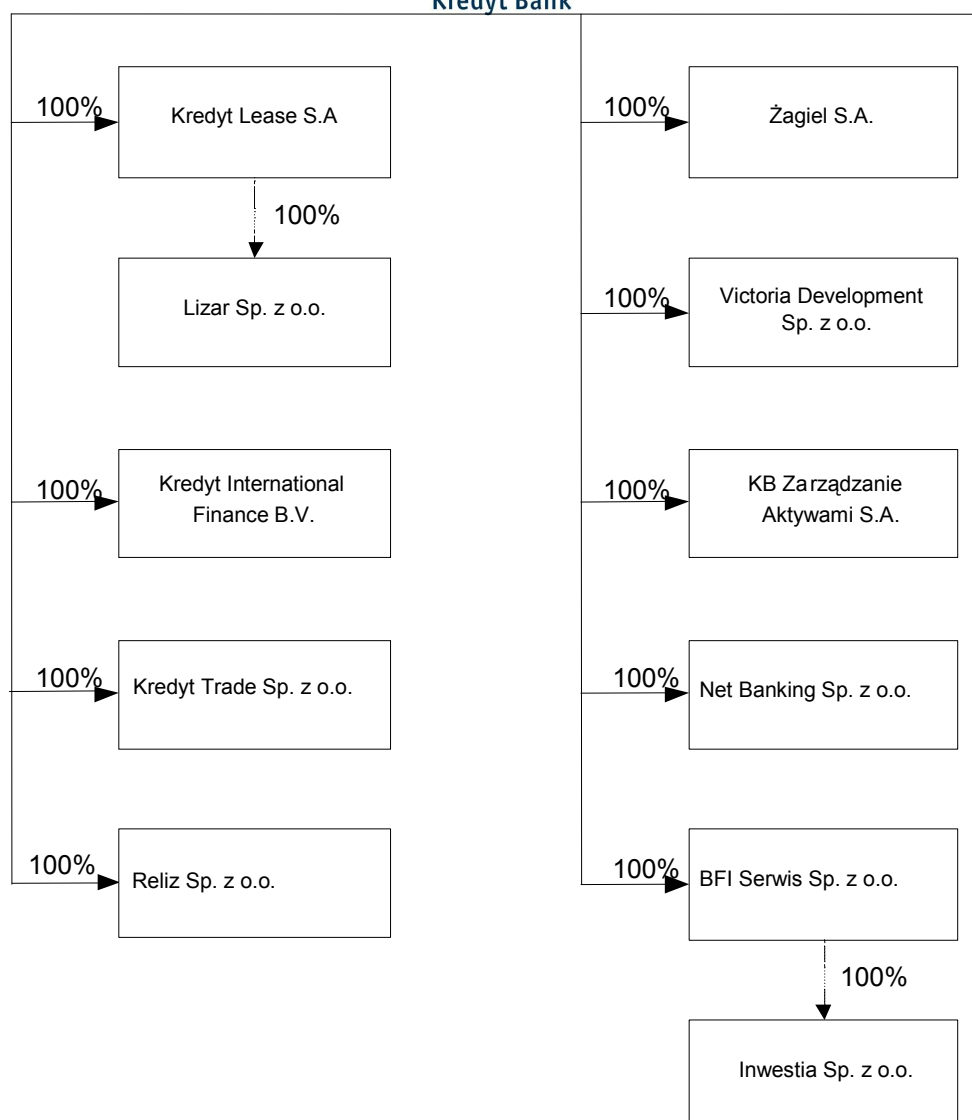 Kredyt Bank
100%
Kredyt Lease S.A
100%
Lizar Sp. z o.o.
100%
Kredyt International
Finance B.V.
100%
Kredyt Trade Sp. z o.o.
100%
Reliz Sp. z o.o.
100%
Żagiel S.A.
100%
Victoria Development
Sp. z o.o.
100%
KB Zarządzanie
Aktywami S.A.
100%
Net Banking Sp. z o.o.
100%
BFI Serwis Sp. z o.o.
100%
Inwestia Sp. z o.o.